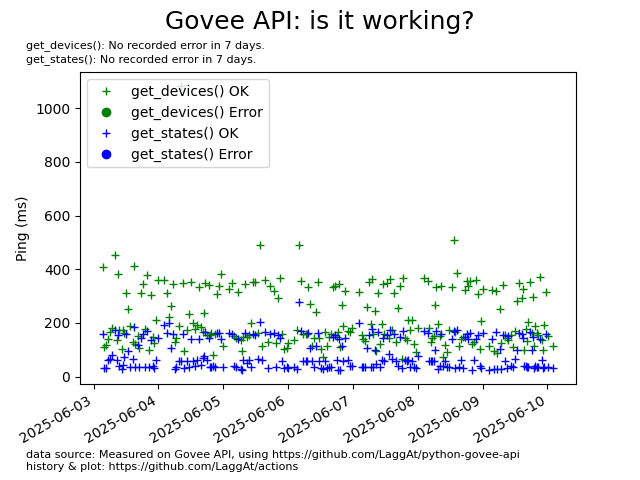 Govee API: is it working?
get_devices(): No recorded error in 7 days.
get_states(): No recorded error in 7 days.
get_devices() OK
get_devices() Error
get_states() OK
get_states() Error
Ping (ms)
1000
800
600
400
200
0
2025-06-03
2025-06-04
2025-06-05
2025-06-06
2025-06-07
2025-06-08
2025-06-09
2025-06-10
data source: Measured on Govee API, using https://github.com/LaggAt/python-govee-api
history & plot: https://github.com/LaggAt/actions